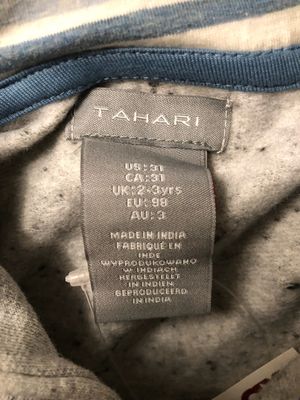 TAHARI
US:3T
CA:3T
UK:2-3yrs
EU:98
AU:3
MADE IN INDIA
FABRIQUÉ EN
INDE
WYPRODUKOWANO
W INDIACH
HERGESTELLT
IN INDIEN
GEPRODUCEERD
IN INDIA